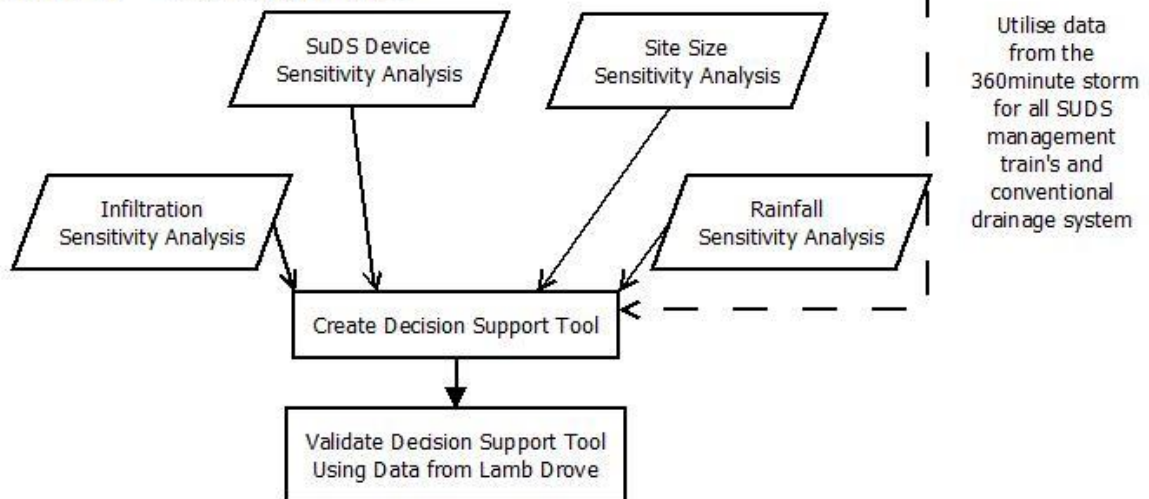 SuDS Device
Sensitivity Analysis
Site Size
Sensitivity Analysis
Utilise data
from the
360minute storm
for all SUDS
management
train's and
conventional
drainage system
Infiltration
Sensitivity Analysis
Rainfall
Sensitivity Analysis
Create Decision Support Tool
Validate Decision Support Tool
Using Data from Lamb Drove